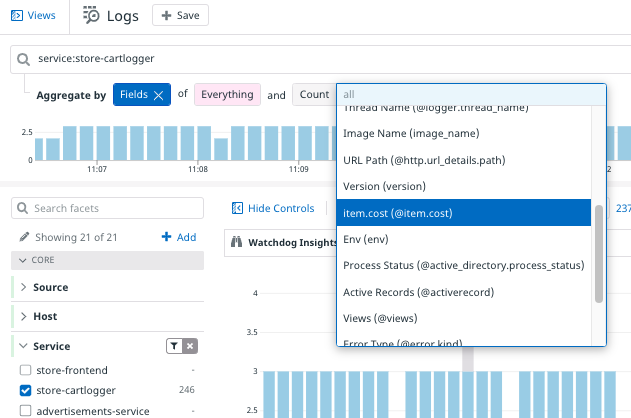 Views
Logs
+ Save
service:store-cartlogger
Aggregate by Fields × of Everything and Count
all
Thread Name (@logger.thread_name)
Image Name (image_name)
URL Path (@http.url_details.path)
Version (version)
item.cost (@item.cost)
Env (env)
Process Status (@active_directory.process_status)
Active Records (@activerecord)
Views (@views)
Error Type (@error.kind)
2.5
0
11:07
11:08
11:09
Search facets
Hide Controls
237
Showing 21 of 21
+ Add
Watchdog Insights
CORE
Source
Host
Service
store-frontend -
store-cartlogger 246
advertisements-service -
4
3.5
3
2.5